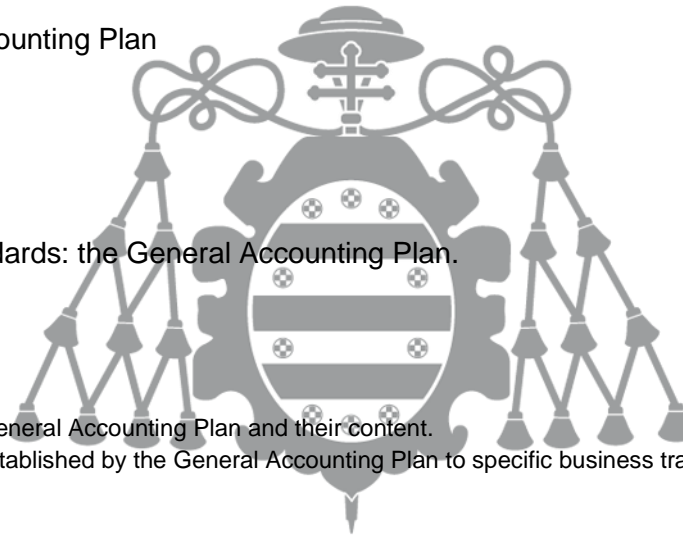 ounting Plan
lards: the General Accounting Plan.
eneral Accounting Plan and their content.
tablished by the General Accounting Plan to specific business tra